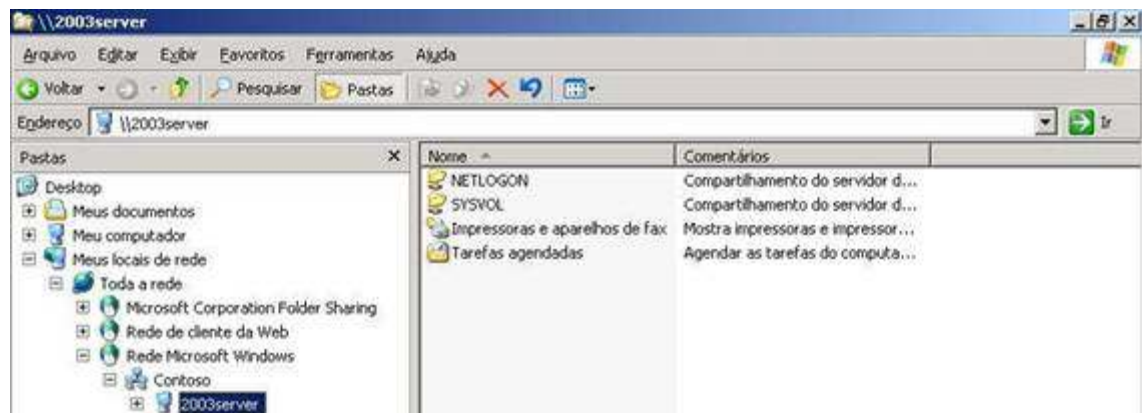 \\2003server
Arquivo Editar Exibir Favoritos Ferramentas Ajuda
Voltar Pesquisar Pastas
Endereço \\2003server Ir
Pastas
Nome Comentários
Desktop
Meus documentos
Meu computador
Meus locais de rede
Toda a rede
Microsoft Corporation Folder Sharing
Rede de cliente da Web
Rede Microsoft Windows
Contoso
2003server
NETLOGON Compartilhamento do servidor d...
SYSVOL Compartilhamento do servidor d...
Impressoras e aparelhos de fax Mostra impressoras e impressor...
Tarefas agendadas Agendar as tarefas do computa...